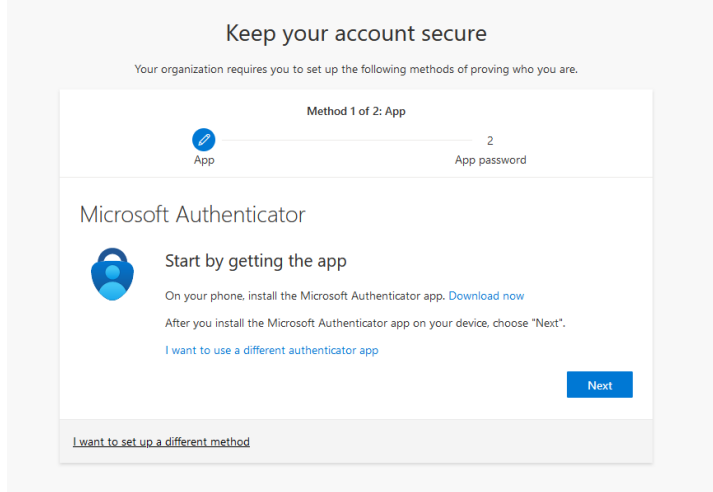 Keep your account secure
Your organization requires you to set up the following methods of proving who you are.
Method 1 of 2: App
2
App
App password
Microsoft Authenticator
Start by getting the app
On your phone, install the Microsoft Authenticator app. Download now
After you install the Microsoft Authenticator app on your device, choose "Next".
I want to use a different authenticator app
Next
I want to set up a different method